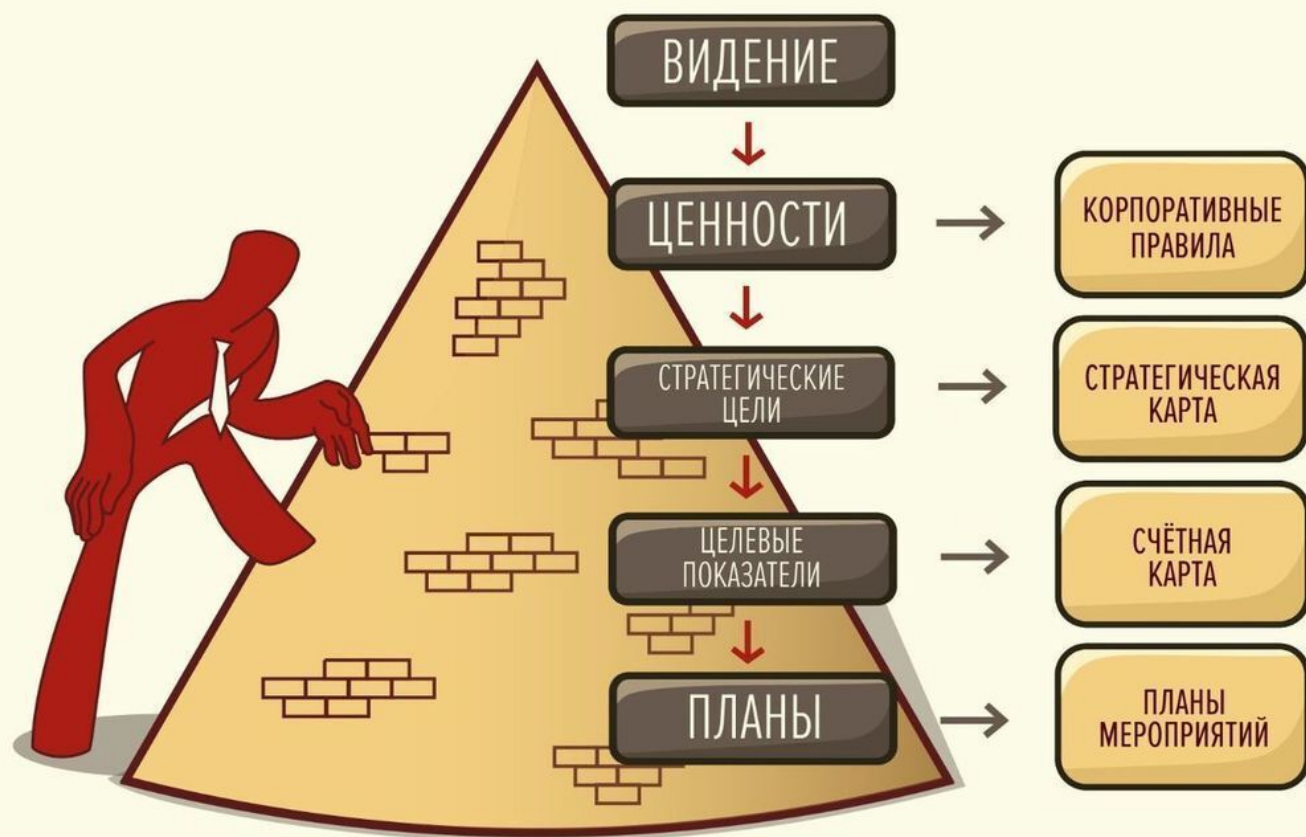 ВИДЕНИЕ
ЦЕННОСТИ
КОРПОРАТИВНЫЕ
ПРАВИЛА
СТРАТЕГИЧЕСКИЕ
ЦЕЛИ
СТРАТЕГИЧЕСКАЯ
КАРТА
ЦЕЛЕВЫЕ
ПОКАЗАТЕЛИ
СЧЁТНАЯ
КАРТА
ПЛАНЫ
ПЛАНЫ
МЕРОПРИЯТИЙ